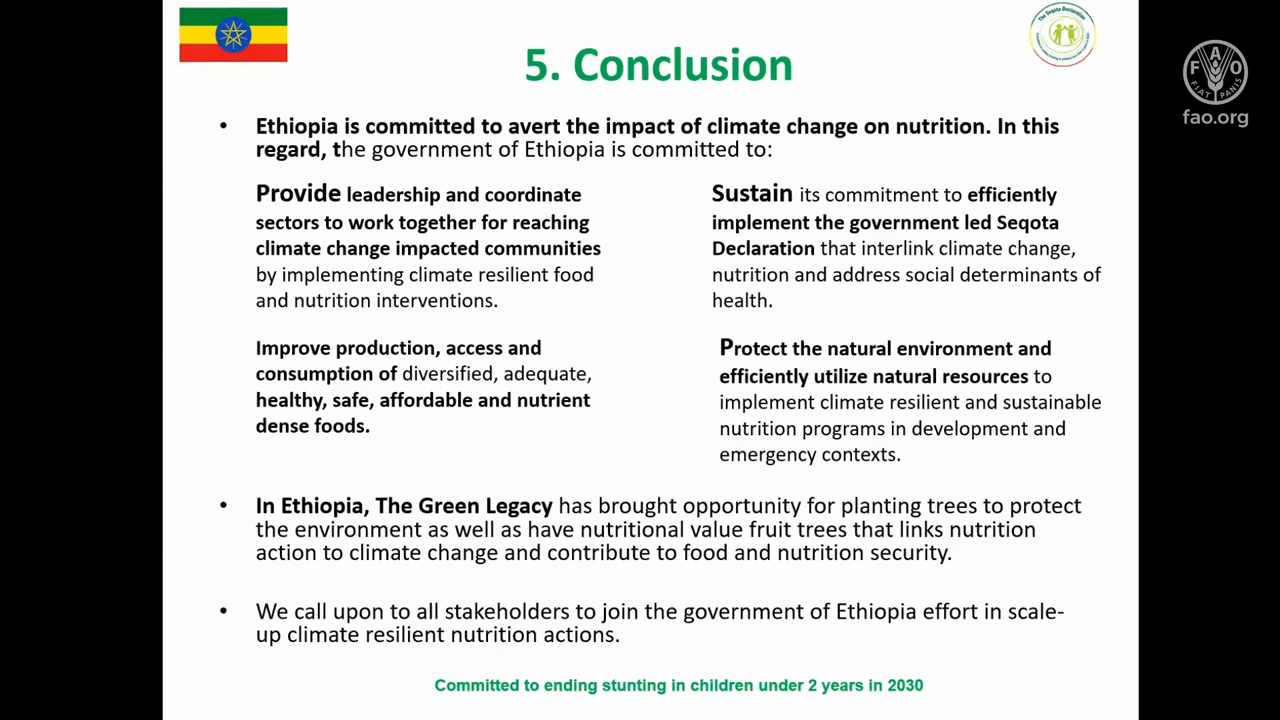 5. Conclusion
The Seqota Declaration
F A O
FIAT PANIS
fao.org
• Ethiopia is committed to avert the impact of climate change on nutrition. In this
regard, the government of Ethiopia is committed to:
Provide leadership and coordinate
sectors to work together for reaching
climate change impacted communities
by implementing climate resilient food
and nutrition interventions.
Sustain its commitment to efficiently
implement the government led Seqota
Declaration that interlink climate change,
nutrition and address social determinants of
health.
Improve production, access and
consumption of diversified, adequate,
healthy, safe, affordable and nutrient
dense foods.
Protect the natural environment and
efficiently utilize natural resources to
implement climate resilient and sustainable
nutrition programs in development and
emergency contexts.
• In Ethiopia, The Green Legacy has brought opportunity for planting trees to protect
the environment as well as have nutritional value fruit trees that links nutrition
action to climate change and contribute to food and nutrition security.
• We call upon to all stakeholders to join the government of Ethiopia effort in scale-
up climate resilient nutrition actions.
Committed to ending stunting in children under 2 years in 2030